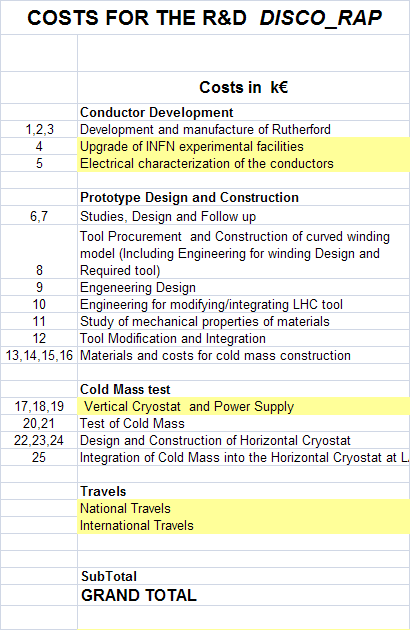 COSTS FOR THE R&D DISCO_RAP
Costs in k€
Conductor Development
1,2,3 Development and manufacture of Rutherford
4 Upgrade of INFN experimental facilities
5 Electrical characterization of the conductors
Prototype Design and Construction
6,7 Studies, Design and Follow up
Tool Procurement and Construction of curved winding
model (Including Engineering for winding Design and
8 Required tool)
9 Engeneering Design
10 Engineering for modifying/integrating LHC tool
11 Study of mechanical properties of materials
12 Tool Modification and Integration
13,14,15,16 Materials and costs for cold mass construction
Cold Mass test
17,18,19 Vertical Cryostat and Power Supply
20,21 Test of Cold Mass
22,23,24 Design and Construction of Horizontal Cryostat
25 Integration of Cold Mass into the Horizontal Cryostat at
Travels
National Travels
International Travels
SubTotal
GRAND TOTAL